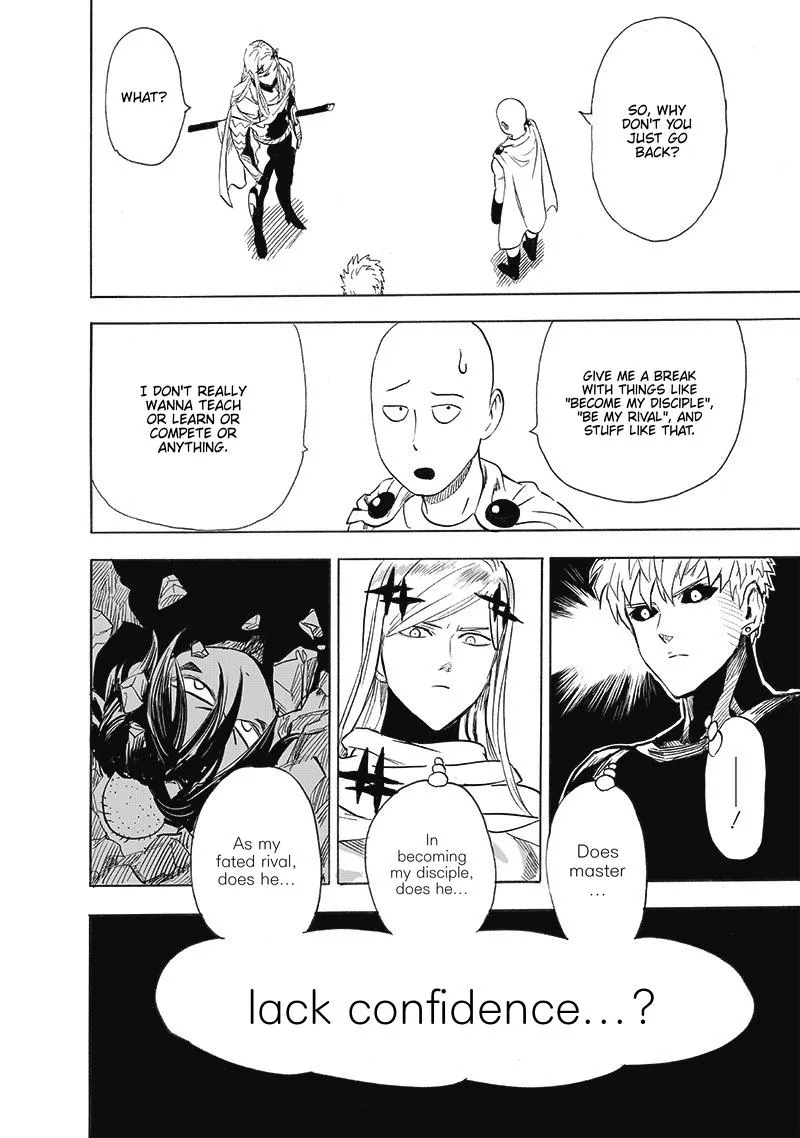 SO, WHY
DON'T YOU
JUST GO
BACK?
WHAT?
GIVE ME A BREAK
WITH THINGS LIKE
"BECOME MY DISCIPLE",
"BE MY RIVAL", AND
STUFF LIKE THAT.
I DON'T REALLY
WANNA TEACH
OR LEARN OR
COMPETE OR
ANYTHING.
—!
Does
master
...
In
becoming
my disciple,
does he...
As my
fated rival,
does he...
lack confidence...?